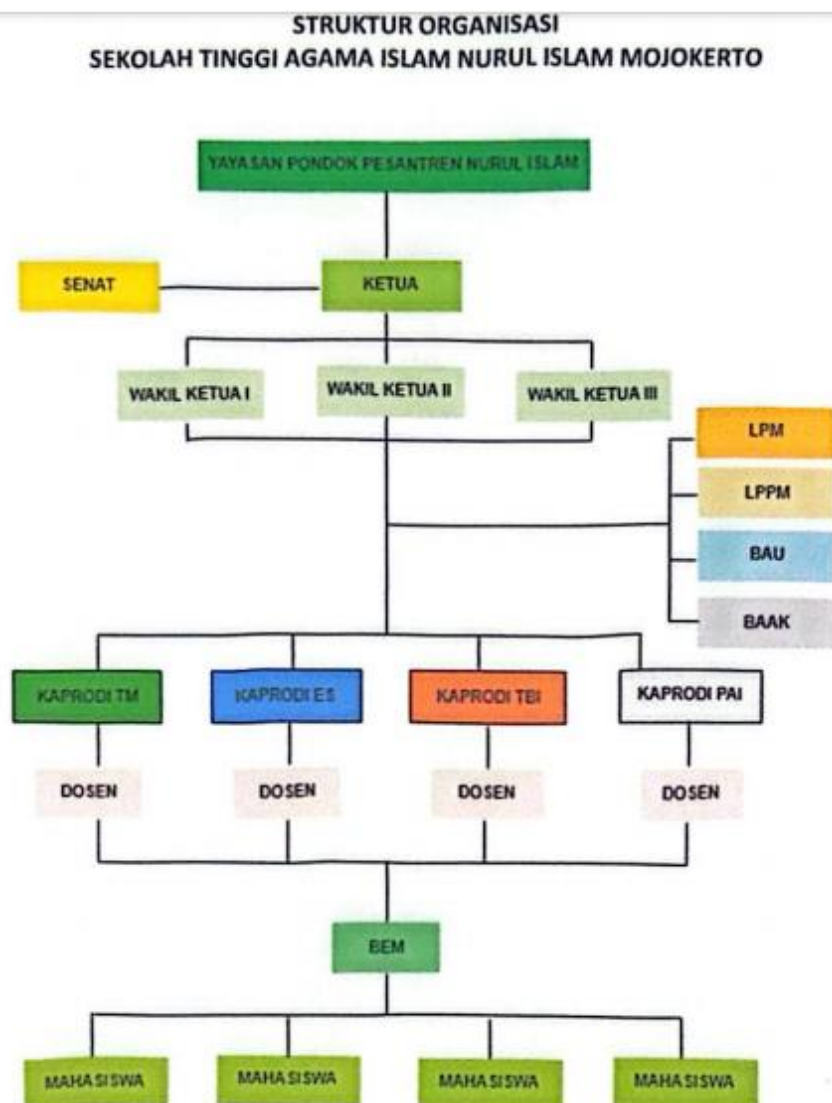 STRUKTUR ORGANISASI
SEKOLAH TINGGI AGAMA ISLAM NURUL ISLAM MOJOKERTO
YAYASAN PONDOK PESANTREN NURUL ISLAM
SENAT
KETUA
WAKIL KETUA I
WAKIL KETUA II
WAKIL KETUA III
LPM
LPPM
BAU
BAAK
KAPRODI TM
KAPRODI ES
KAPRODI TBI
KAPRODI PAI
DOSEN
DOSEN
DOSEN
DOSEN
BEM
MAHASISWA
MAHASISWA
MAHASISWA
MAHASISWA